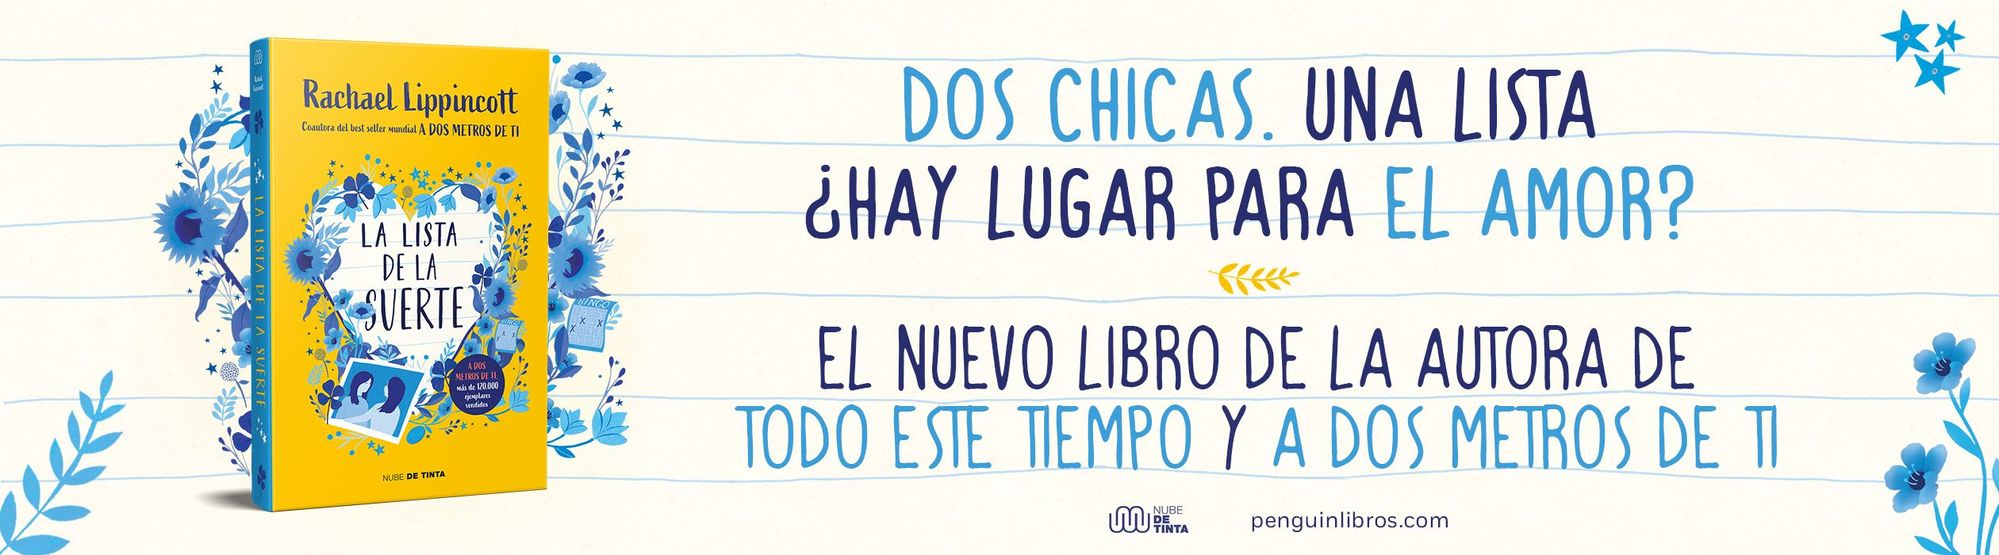 Rachael Lippincott
Coautora del best seller mundial A DOS METROS DE TI
LA LISTA
DE LA
SUERTE
BINGO
A DOS
METROS DE TI,
más de 120.000
ejemplares
vendidos
NUBE DE TINTA
LA LISTA DE LA SUERTE
BINGO
DOS CHICAS. UNA LISTA
¿HAY LUGAR PARA EL AMOR?
EL NUEVO LIBRO DE LA AUTORA DE
TODO ESTE TIEMPO Y A DOS METROS DE TI
NUBE
DE
TINTA
penguinlibros.com